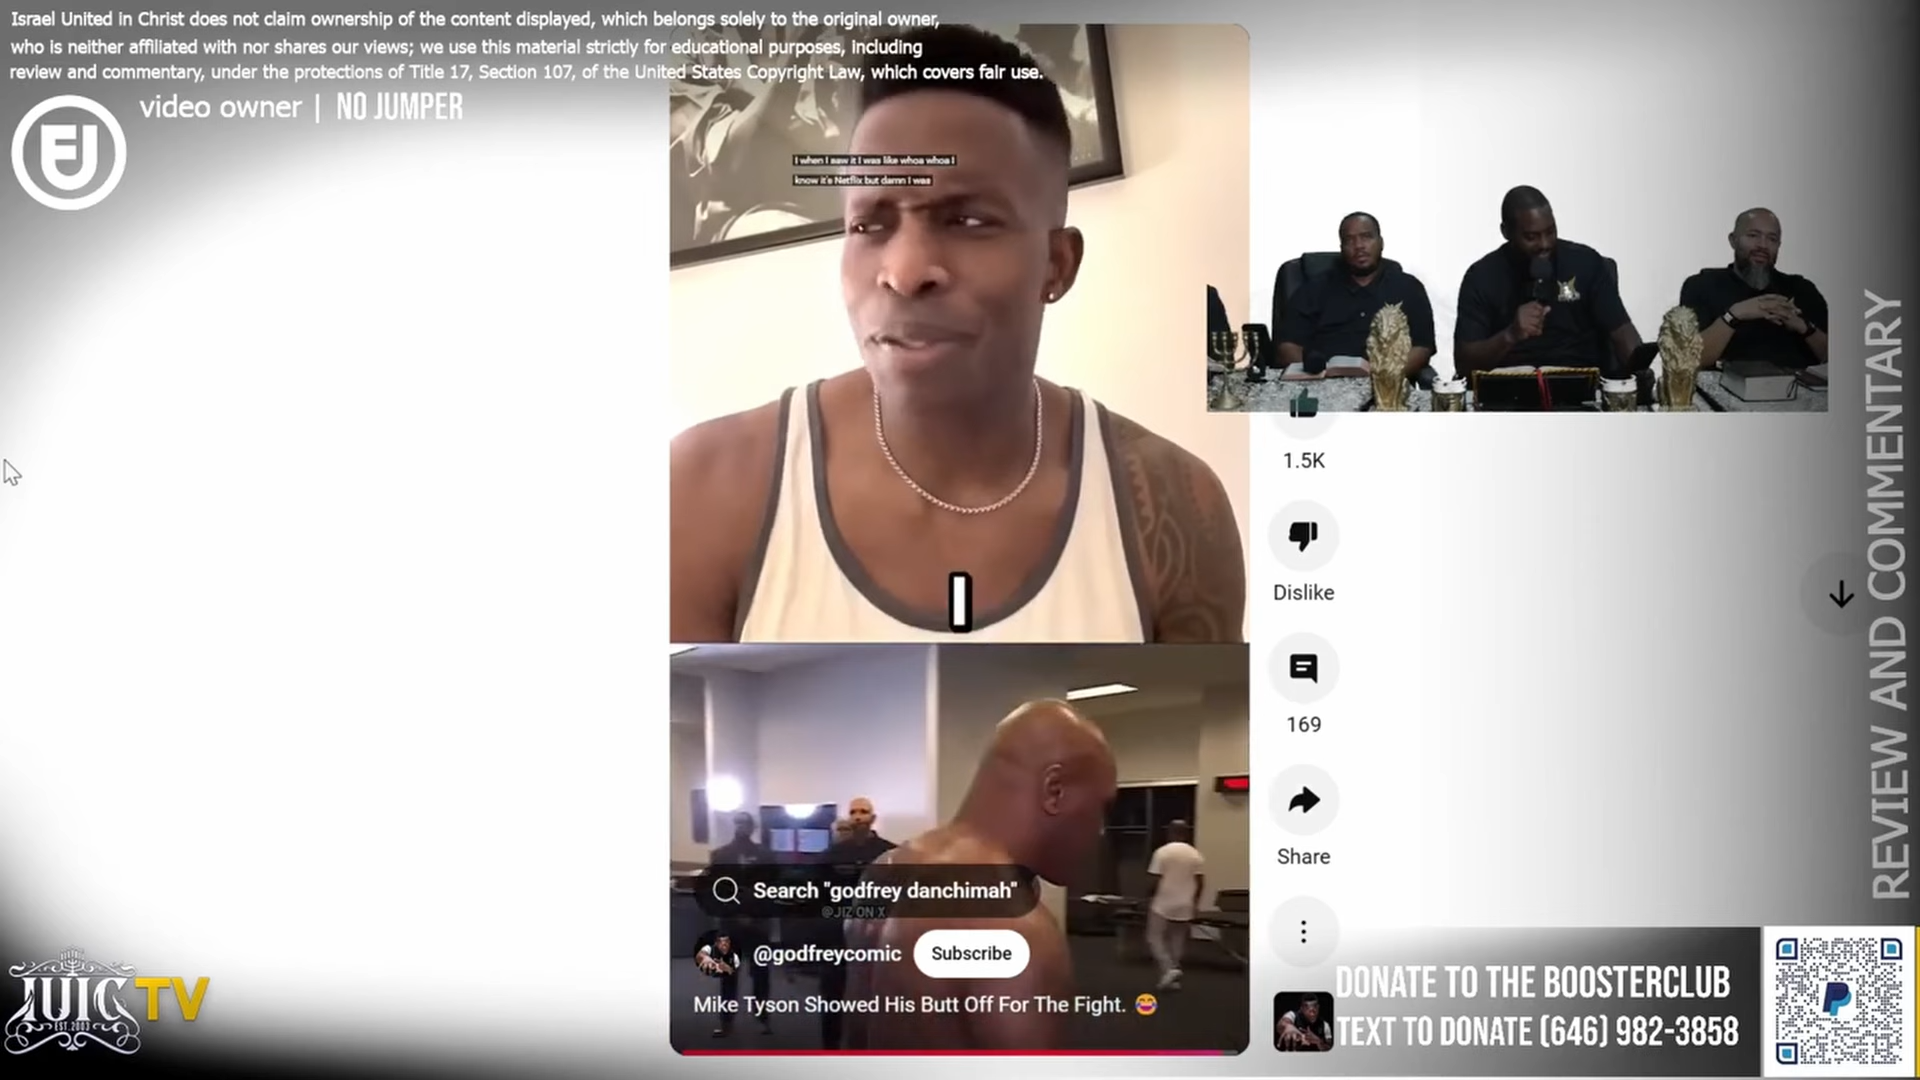 Israel United in Christ does not claim ownership of the content displayed, which belongs solely to the original owner,
who is neither affiliated with nor shares our views; we use this material strictly for educational purposes, including
review and commentary, under the protections of Title 17, Section 107, of the United States Copyright Law, which covers fair use.
video owner | NO JUMPER
I when I saw it I was like whoa whoa I
know it's Netflix but damn I was
I
1.5K
Dislike
169
Share
REVIEW AND COMMENTARY
Search "godfrey danchimah"
@JIZ ON X
@godfreycomic
Subscribe
Mike Tyson Showed His Butt Off For The Fight. 😂
IUIC TV
EST.2003
DONATE TO THE BOOSTERCLUB
TEXT TO DONATE (646) 982-3858